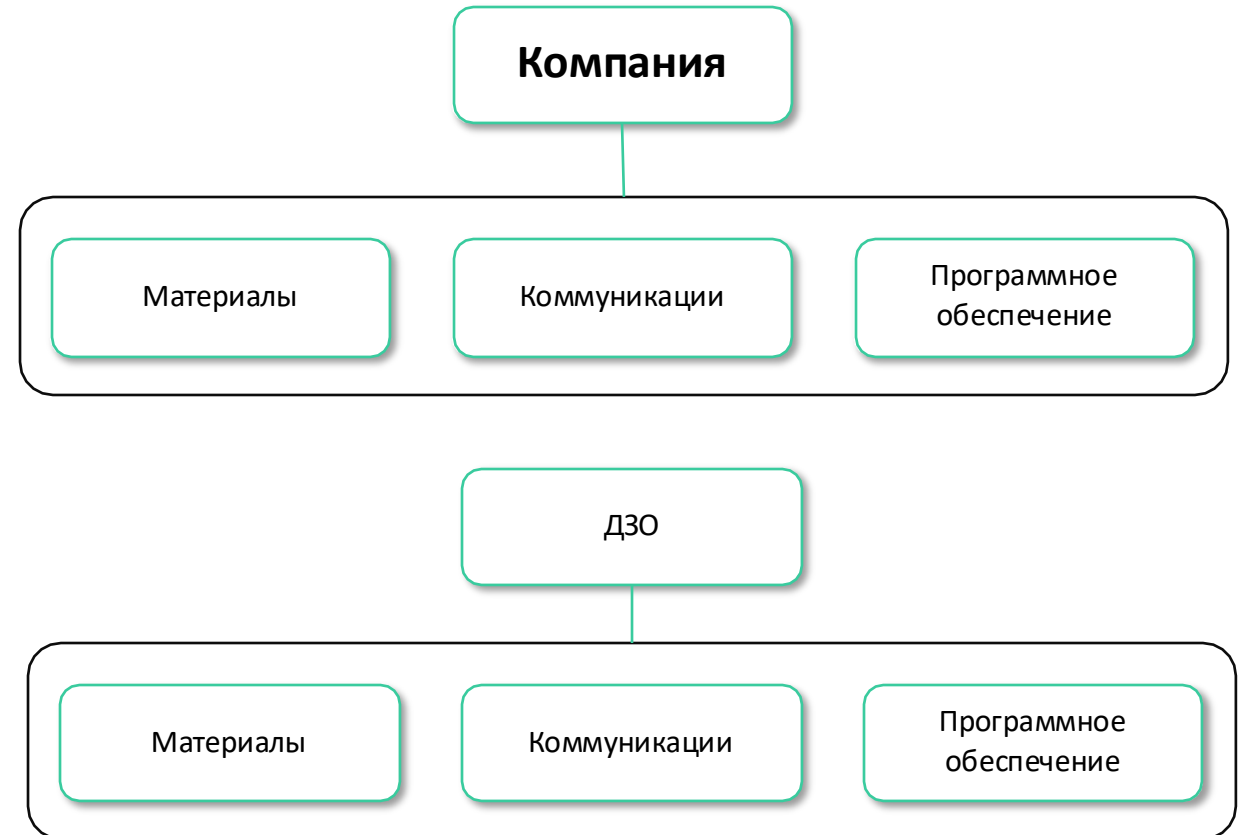 Компания
Материалы
Коммуникации
Программное
обеспечение
ДЗО
Материалы
Коммуникации
Программное
обеспечение